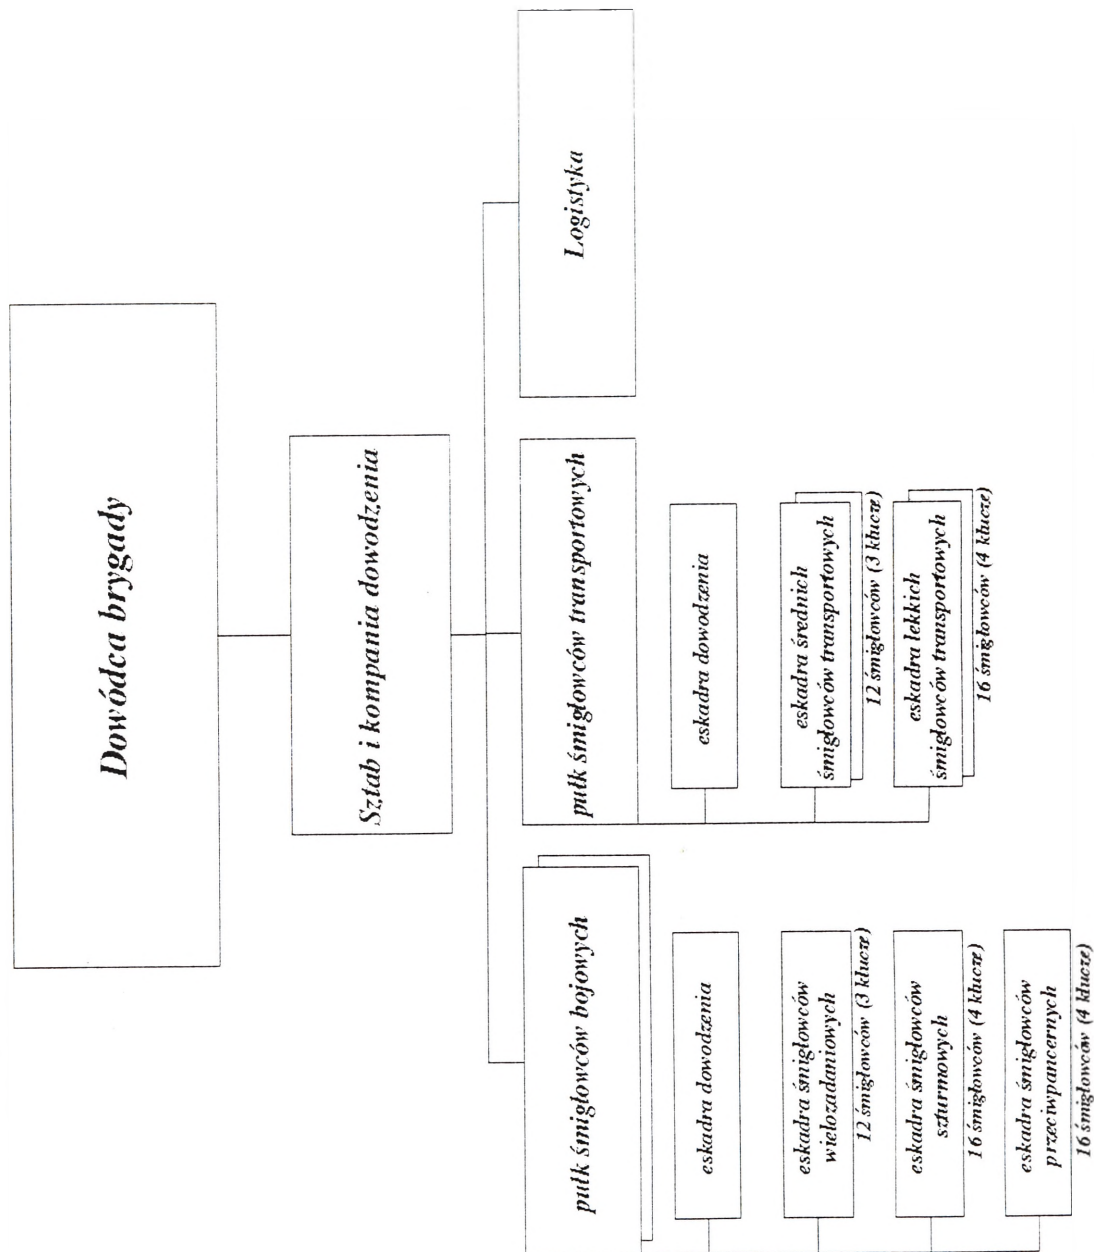 Dowódca brygady
Sztab i kompania dowodzenia
pułk śmigłowców bojowych
pułk śmigłowców transportowych
Logistyka
eskadra dowodzenia
eskadra śmigłowców
wielozadaniowych
12 śmigłowców (3 klucze)
eskadra śmigłowców
szturmowych
16 śmigłowców (4 klucze)
eskadra śmigłowców
przeciwpancernych
16 śmigłowców (4 klucze)
eskadra dowodzenia
eskadra średnich
śmigłowców transportowych
12 śmigłowców (3 klucze)
eskadra lekkich
śmigłowców transportowych
16 śmigłowców (4 klucze)